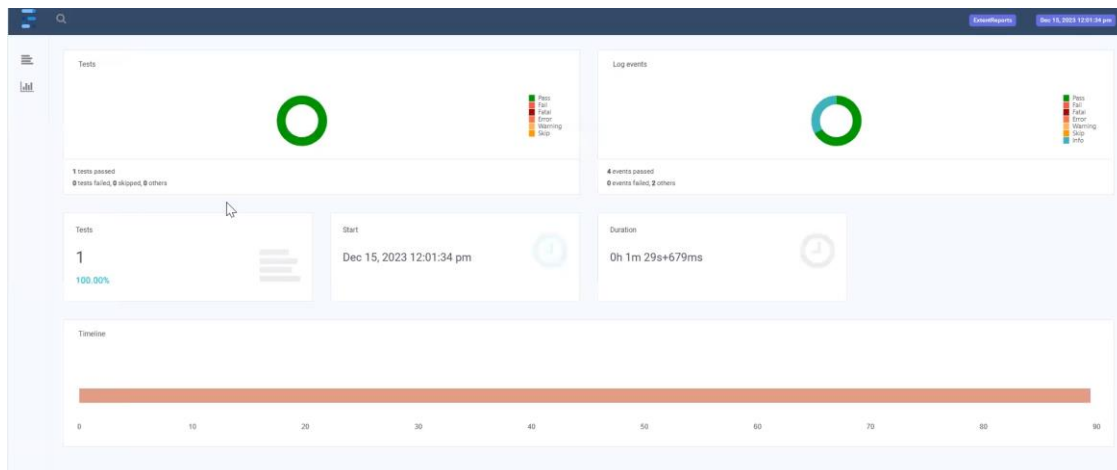 ExtentReports
Dec 15, 2023 12:01:34 pm
Tests
Pass
Fail
Fatal
Error
Warning
Skip
1 tests passed
0 tests failed, 0 skipped, 0 others
Log events
Pass
Fail
Fatal
Error
Warning
Skip
Info
4 events passed
0 events failed, 2 others
Tests
1
100.00%
Start
Dec 15, 2023 12:01:34 pm
Duration
0h 1m 29s+679ms
Timeline
0 10 20 30 40 50 60 70 80 90